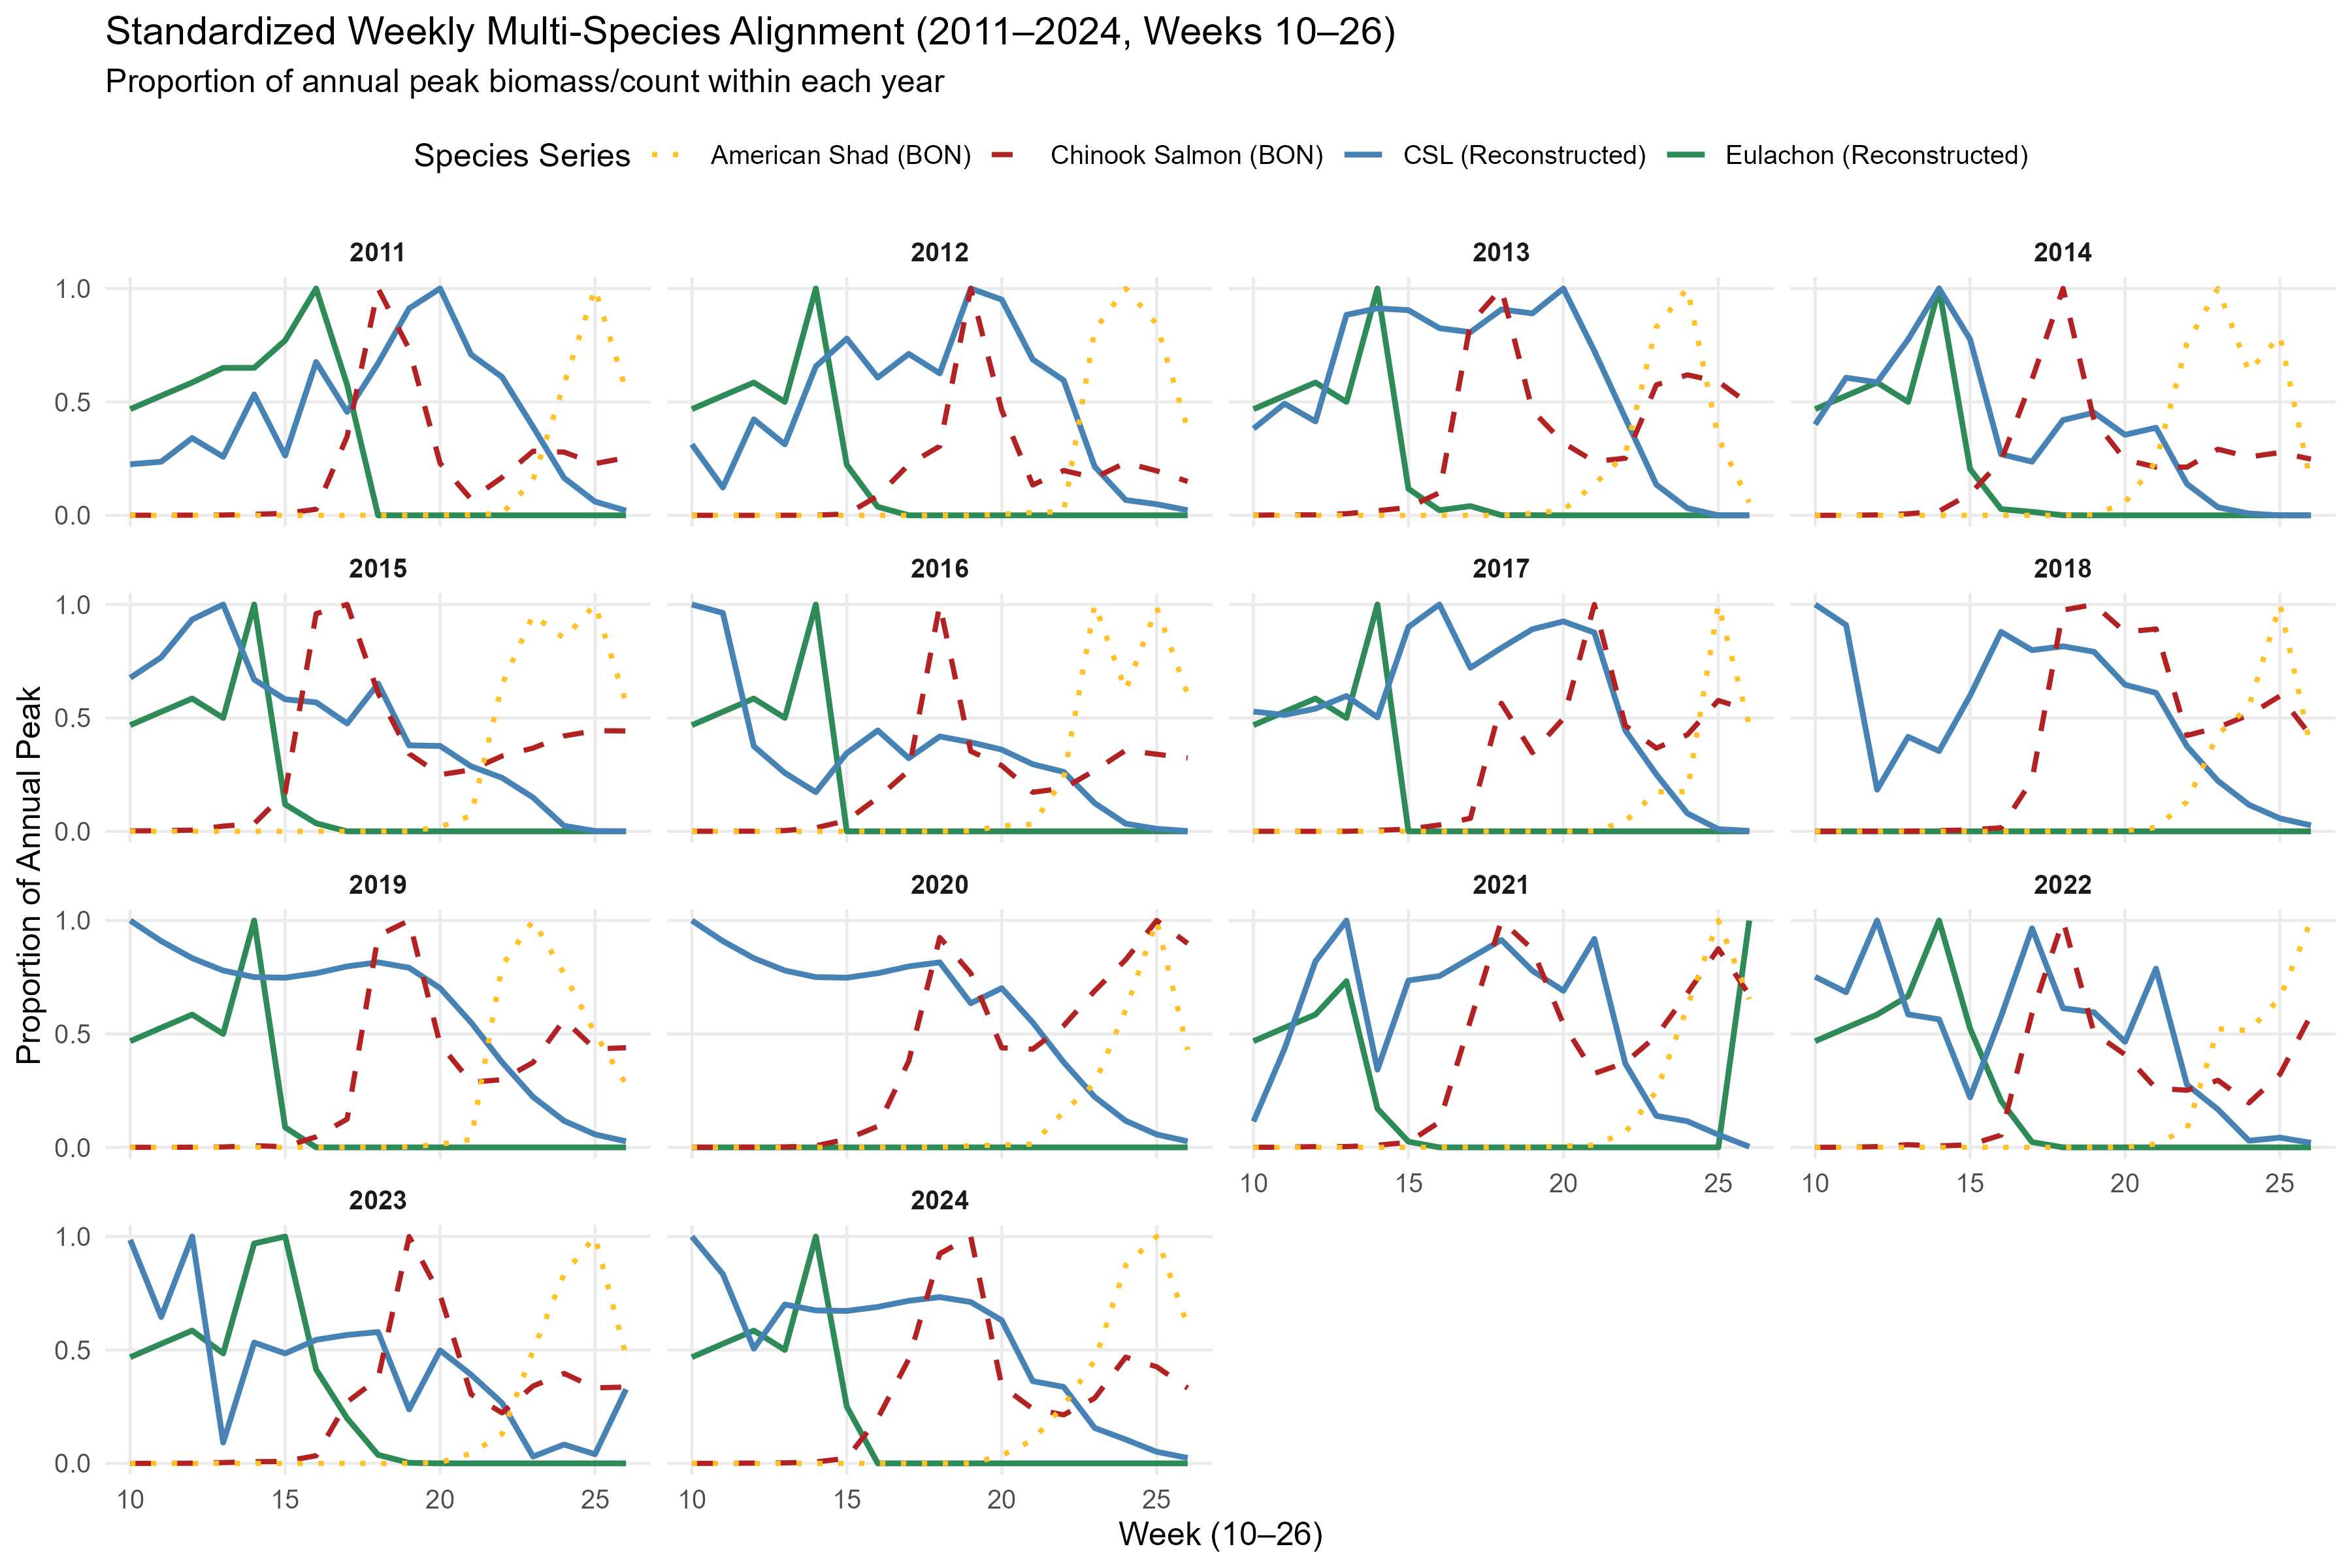 Standardized Weekly Multi-Species Alignment (2011–2024, Weeks 10–26)
Proportion of annual peak biomass/count within each year
Species Series American Shad (BON) Chinook Salmon (BON) CSL (Reconstructed) Eulachon (Reconstructed)
2011 2012 2013 2014
1.0
0.5
0.0
2015 2016 2017 2018
1.0
0.5
0.0
2019 2020 2021 2022
1.0
0.5
0.0
10 15 20 25 10 15 20 25
2023 2024
1.0
0.5
0.0
10 15 20 25 10 15 20 25
Proportion of Annual Peak
Week (10–26)